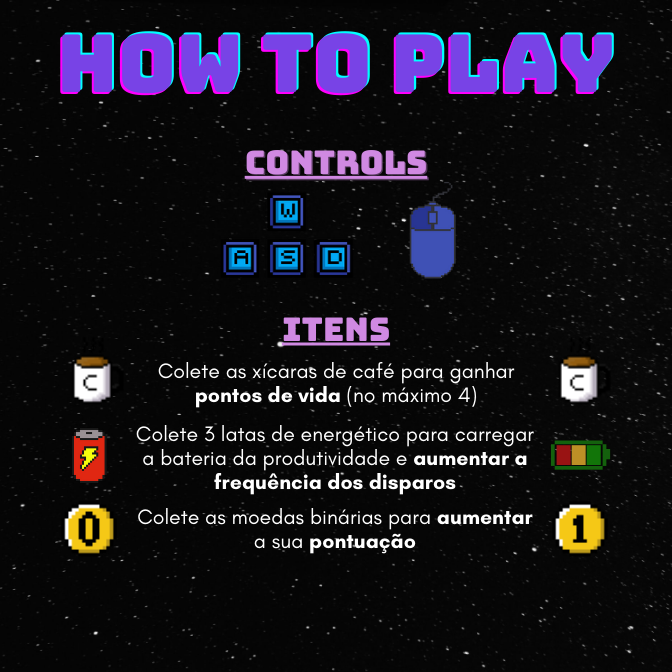 HOW TO PLAY
CONTROLS
W
A S D
ITENS
C Colete as xícaras de café para ganhar C
pontos de vida (no máximo 4)
Colete 3 latas de energético para carregar
a bateria da produtividade e aumentar a
frequência dos disparos
0 Colete as moedas binárias para aumentar 1
a sua pontuação